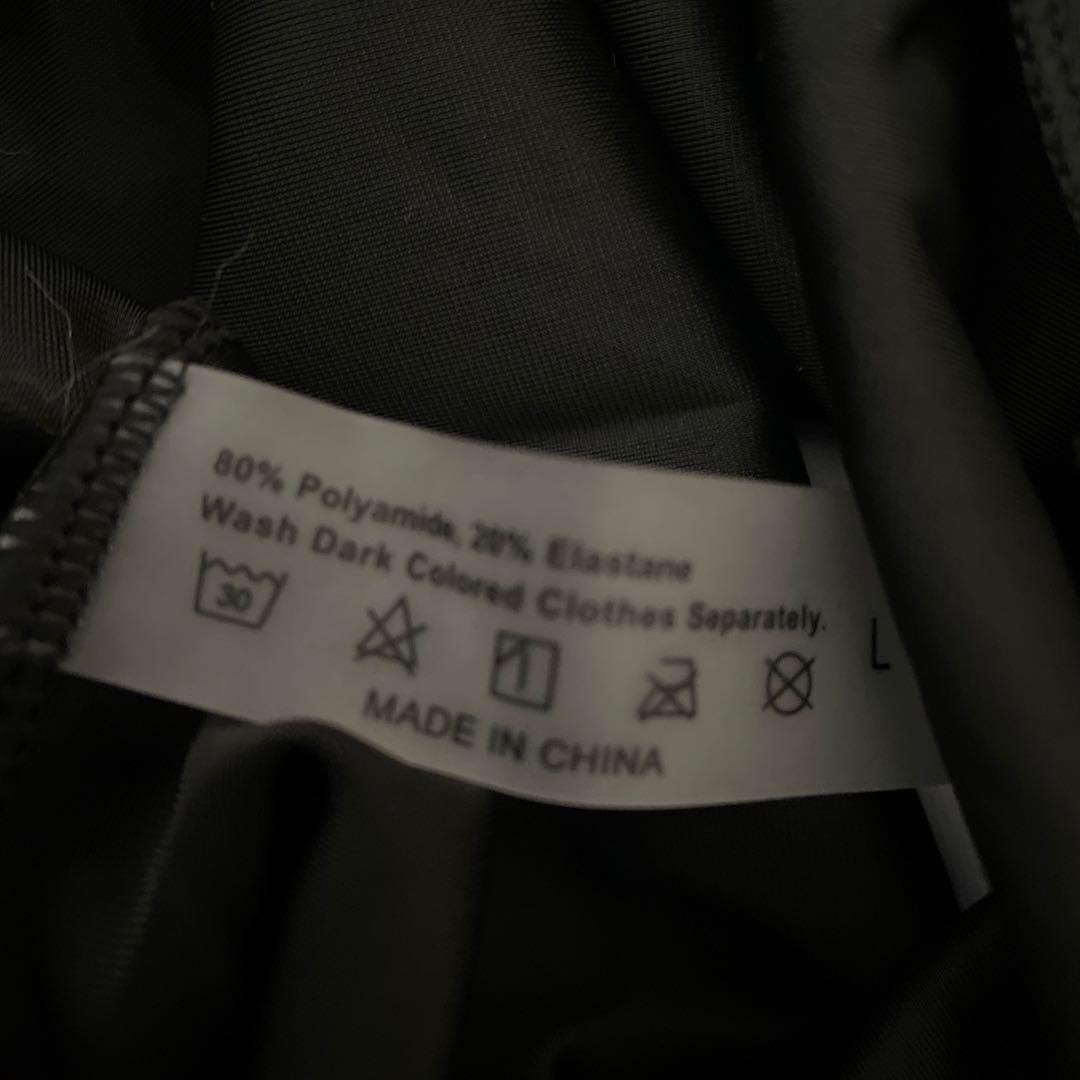 80% Polyamide, 20% Elastane
Wash Dark Colored Clothes Separately.
30
L
MADE IN CHINA